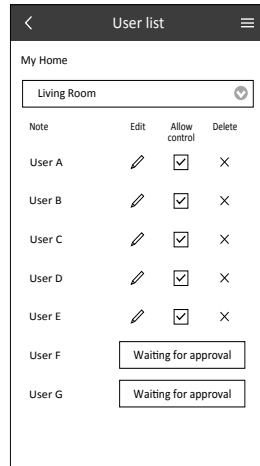 User list
My Home
Living Room
Note Edit Allow control Delete
User A
User B
User C
User D
User E
User F Waiting for approval
User G Waiting for approval